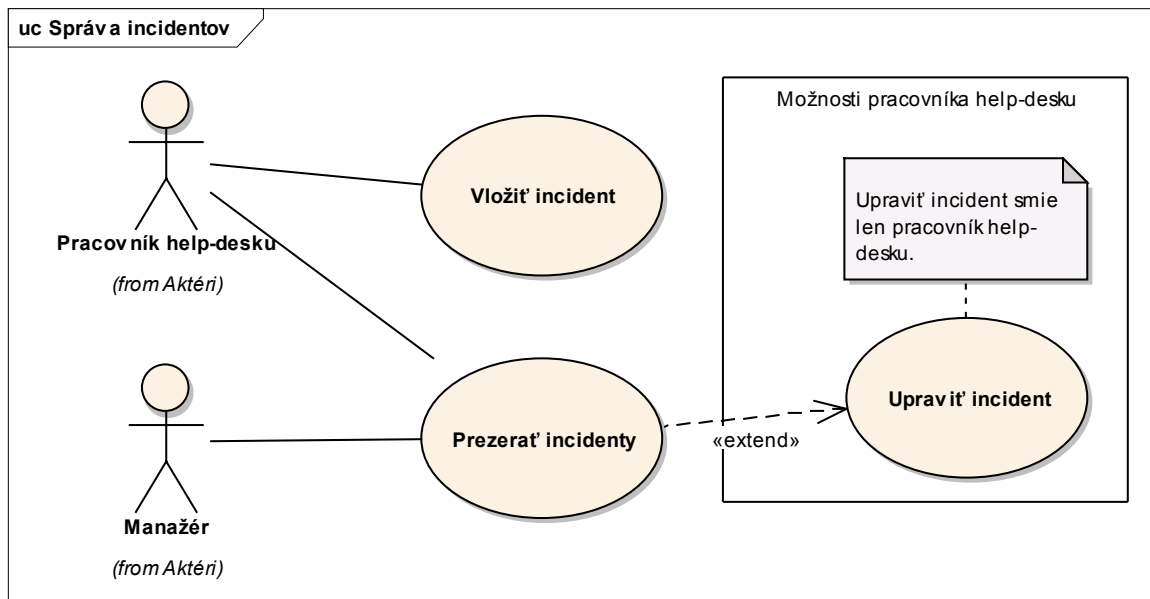 uc Správa incidentov
Možnosti pracovníka help-desku
Upraviť incident smie
len pracovník help-
desku.
Vložiť incident
Pracovník help-desku
(from Aktéri)
Upraviť incident
Prezerať incidenty
«extend»
Manažér
(from Aktéri)